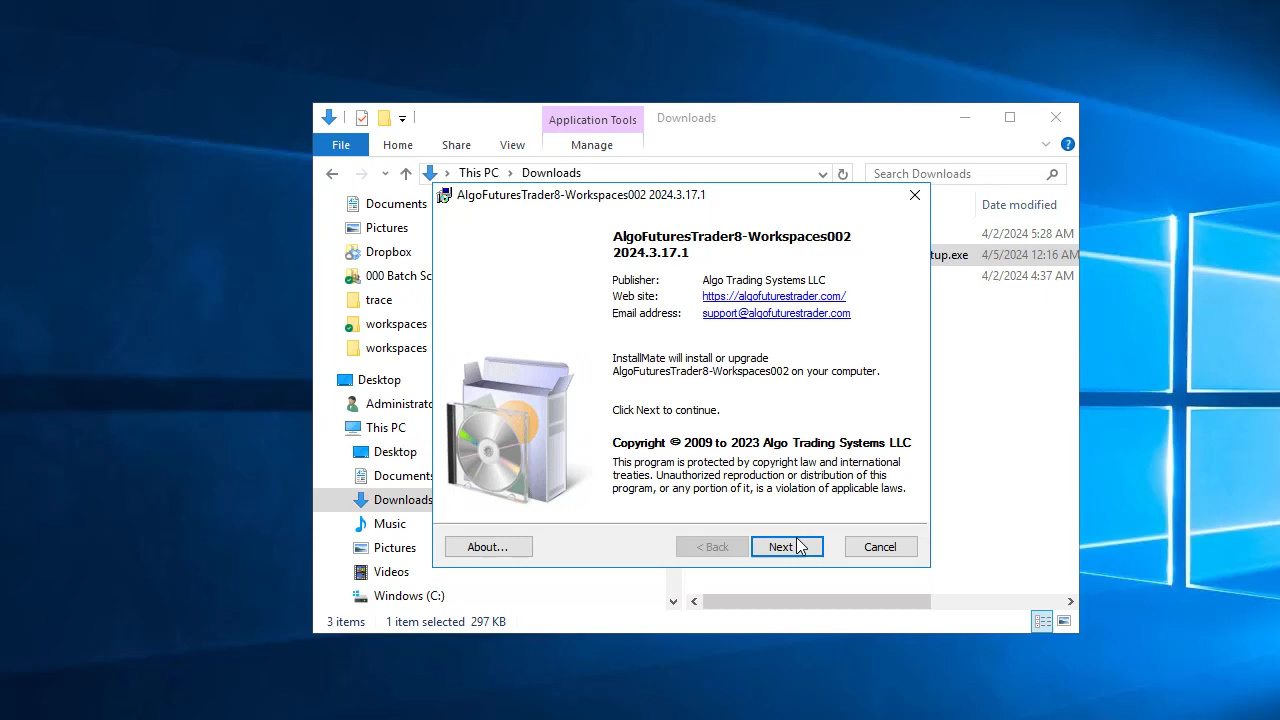 Application Tools
Downloads
File
Home
Share
View
Manage
This PC
Downloads
Search Downloads
AlgoFuturesTrader8-Workspaces002 2024.3.17.1
Documents
Pictures
Dropbox
000 Batch Sc
trace
workspaces
workspaces
Desktop
Administrato
This PC
Desktop
Documents
Downloads
Music
Pictures
Videos
Windows (C:)
Date modified
4/2/2024 5:28 AM
tup.exe
4/5/2024 12:16 AM
4/2/2024 4:37 AM
AlgoFuturesTrader8-Workspaces002
2024.3.17.1
Publisher: Algo Trading Systems LLC
Web site: https://algofuturestrader.com/
Email address: support@algofuturestrader.com
InstallMate will install or upgrade
AlgoFuturesTrader8-Workspaces002 on your computer.
Click Next to continue.
Copyright © 2009 to 2023 Algo Trading Systems LLC
This program is protected by copyright law and international
treaties. Unauthorized reproduction or distribution of this
program, or any portion of it, is a violation of applicable laws.
About...
< Back
Next
Cancel
3 items
1 item selected 297 KB